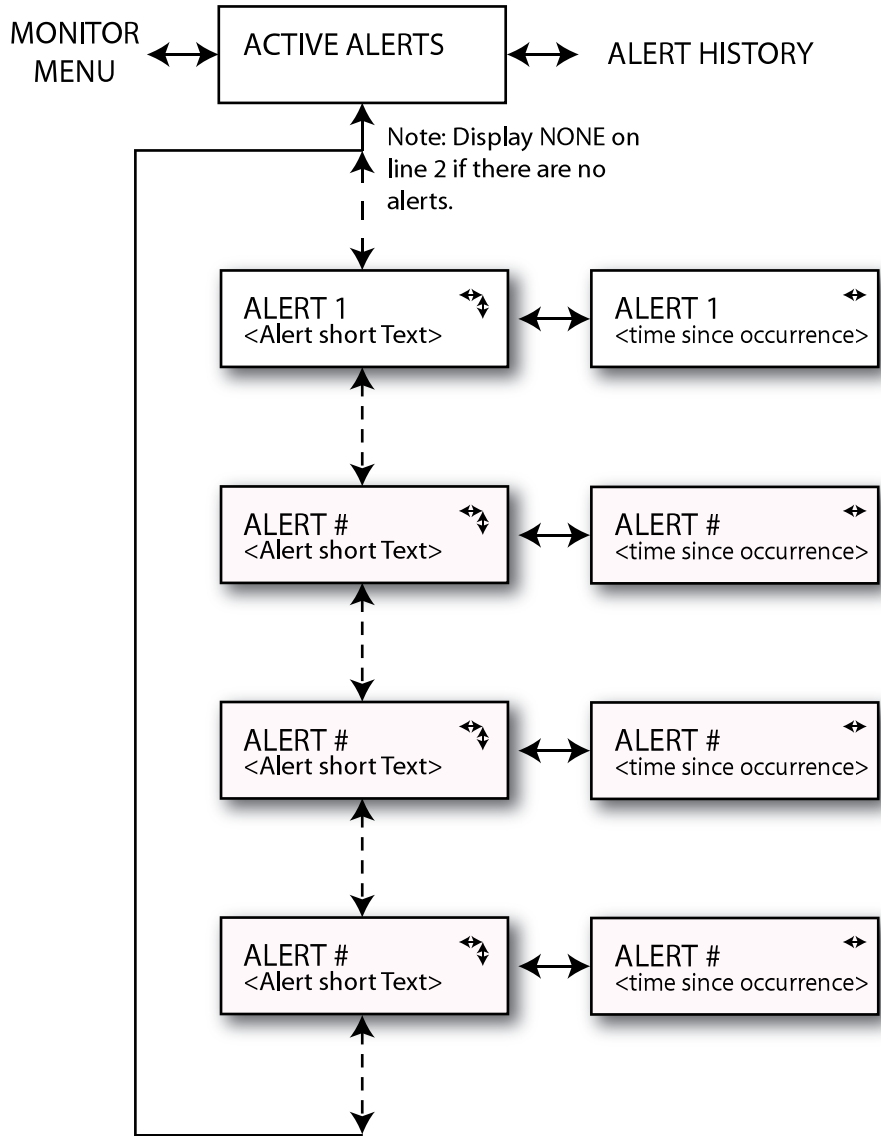 MONITOR
MENU
ACTIVE ALERTS
ALERT HISTORY
Note: Display NONE on
line 2 if there are no
alerts.
ALERT 1
<Alert short Text>
ALERT 1
<time since occurrence>
ALERT #
<Alert short Text>
ALERT #
<time since occurrence>
ALERT #
<Alert short Text>
ALERT #
<time since occurrence>
ALERT #
<Alert short Text>
ALERT #
<time since occurrence>